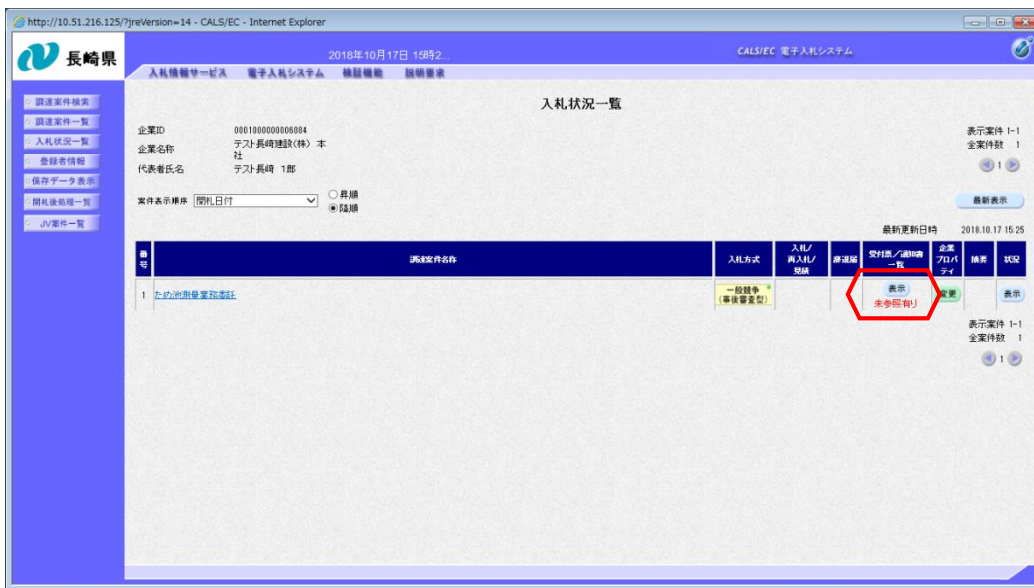 http://10.51.216.125/?jreVersion=14 - CALS/EC - Internet Explorer
長崎県
2018年10月17日 15時2...
CALS/EC 電子入札システム
入札情報サービス 電子入札システム 検証機能 説明要求
調達案件検索
調達案件一覧
入札状況一覧
登録者情報
保存データ表示
開札後処理一覧
JV案件一覧
入札状況一覧
企業ID 0001000000006084
企業名称 テスト長崎建設(株) 本
社
代表者氏名 テスト長崎 1郎
表示案件 1-1
全案件数 1
1
案件表示順序 開札日付
昇順
降順
最新表示
最新更新日時 2018.10.17 15:25
番
号
調達案件名称
入札方式
入札/
再入札/
見積
辞退届
受付票/通知書
一覧
企業
プロパ
ティ
摘要
状況
1 ため池測量業務委託
一般競争
(事後審査型)
表示
未参照有り
変更
表示
表示案件 1-1
全案件数 1
1